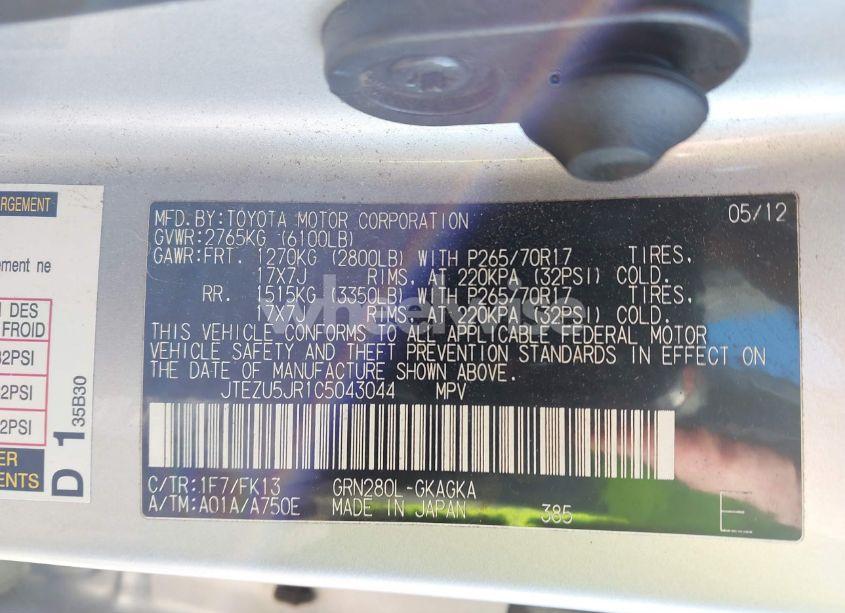 MFD. BY: TOYOTA MOTOR CORPORATION 05/12
GVWR: 2765KG (6100LB)
GAWR: FRT. 1270KG (2800LB) WITH P265/70R17 TIRES,
17X7J RIMS, AT 220KPA (32PSI) COLD.
RR. 1515KG (3350LB) WITH P265/70R17 TIRES,
17X7J RIMS, AT 220KPA (32PSI) COLD.
THIS VEHICLE CONFORMS TO ALL APPLICABLE FEDERAL MOTOR
VEHICLE SAFETY AND THEFT PREVENTION STANDARDS IN EFFECT ON
THE DATE OF MANUFACTURE SHOWN ABOVE.
JTEZU5JR1C5043044 MPV
C/TR: 1F7/FK13 GRN280L-GKAGKA
A/TM: A01A/A750E MADE IN JAPAN 385
E
ARGEMENT
ement ne
DES
FROID
32PSI
32PSI
2PSI
ER
ENTS
D 1
35B30
wheelwise